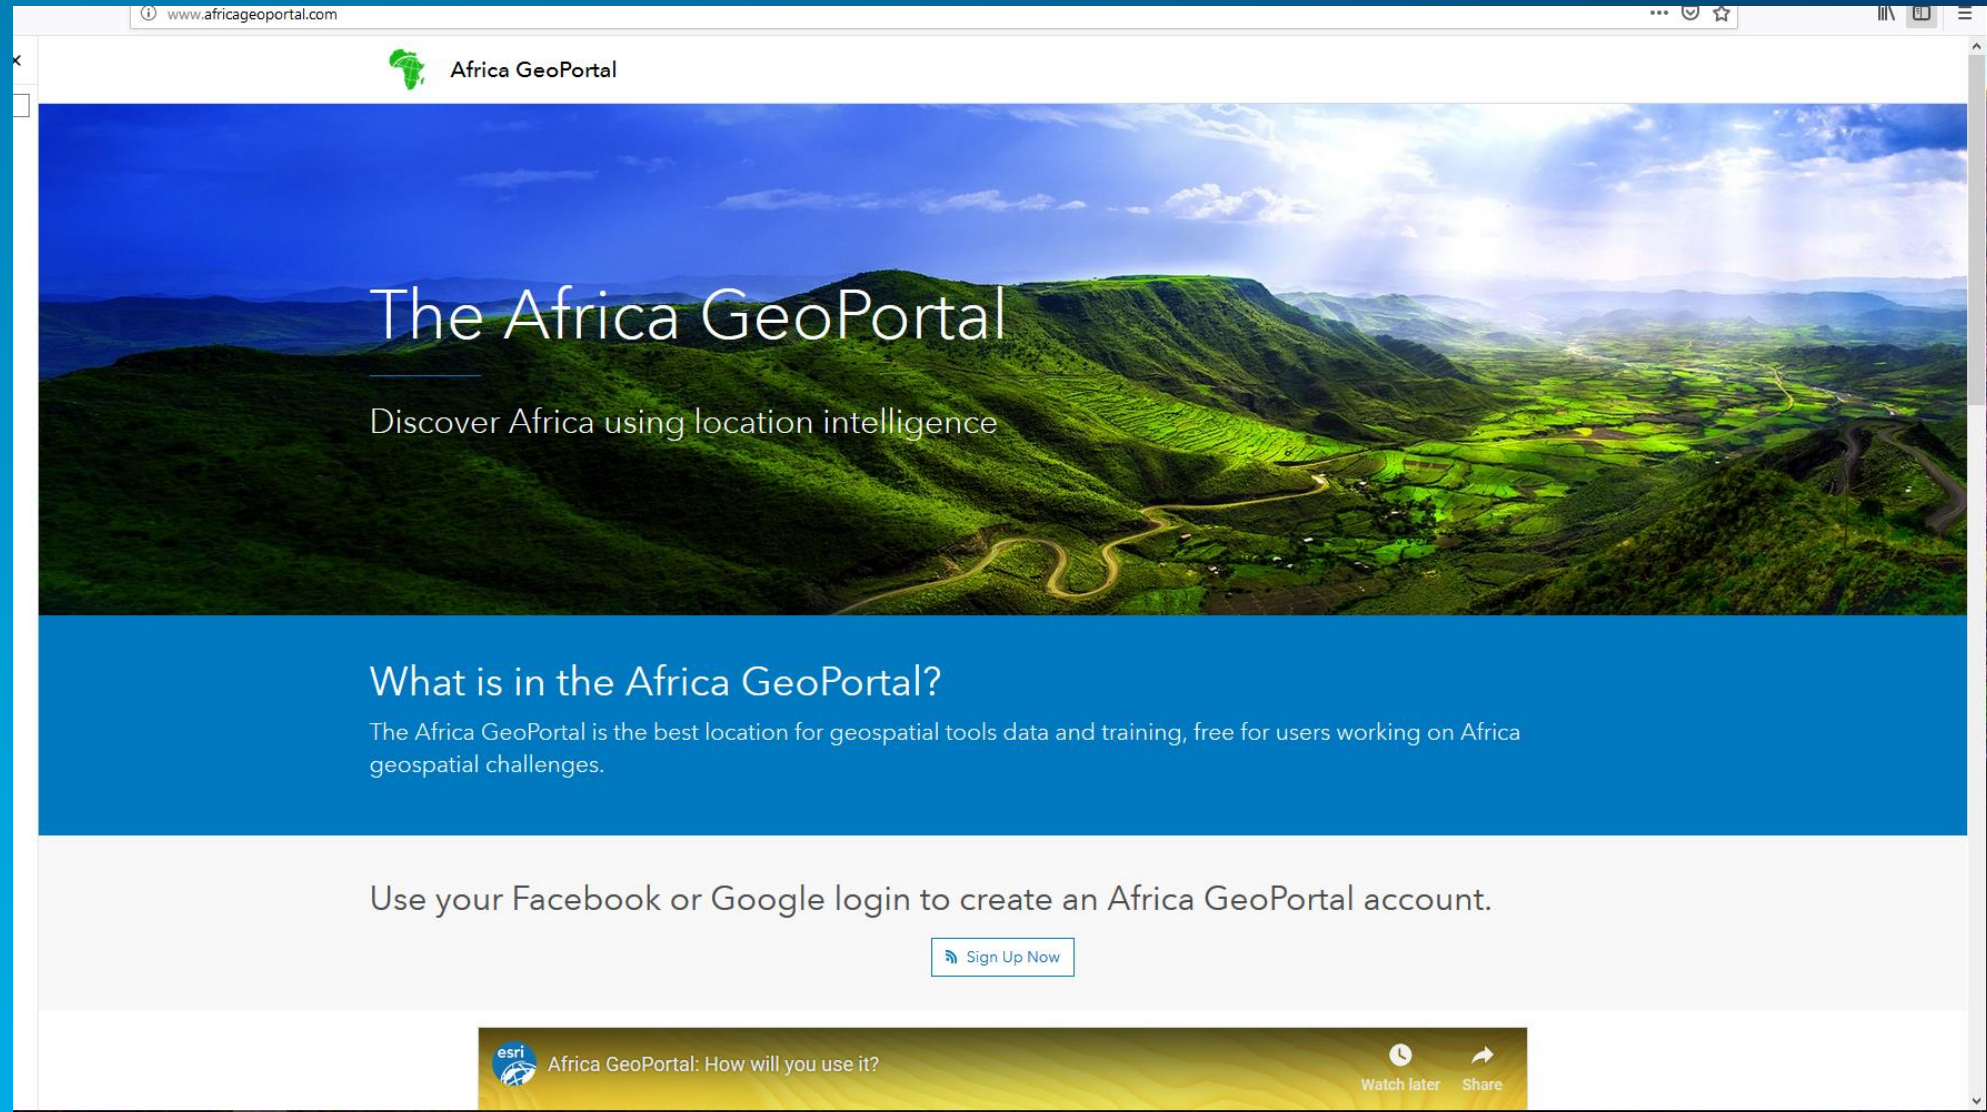 www.africageoportal.com
Africa GeoPortal
The Africa GeoPortal
Discover Africa using location intelligence
What is in the Africa GeoPortal?
The Africa GeoPortal is the best location for geospatial tools data and training, free for users working on Africa
geospatial challenges.
Use your Facebook or Google login to create an Africa GeoPortal account.
Sign Up Now
esri
Africa GeoPortal: How will you use it?
Watch later
Share